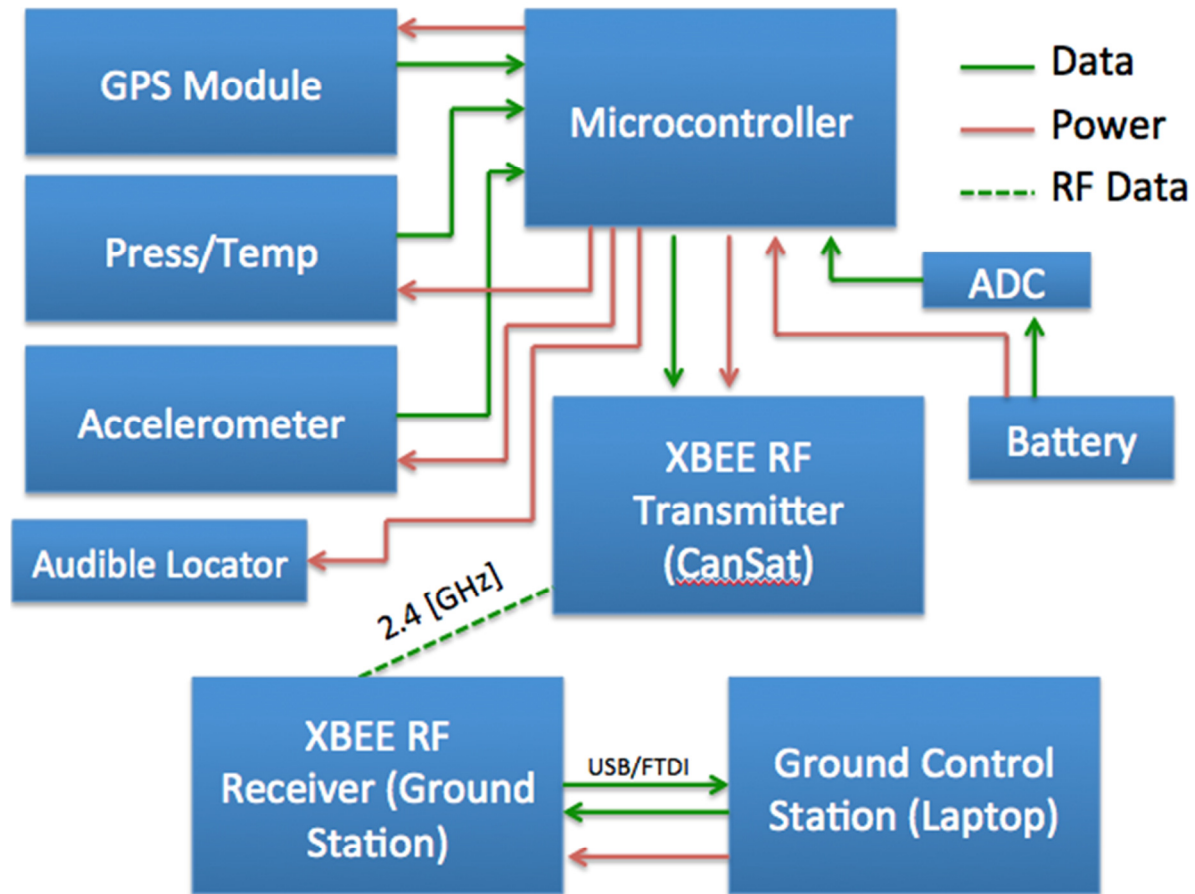 GPS Module
Microcontroller
Data
Power
RF Data
Press/Temp
ADC
Accelerometer
Battery
XBEE RF
Transmitter
(CanSat)
Audible Locator
2.4 [GHz]
XBEE RF
Receiver (Ground
Station)
USB/FTDI
Ground Control
Station (Laptop)